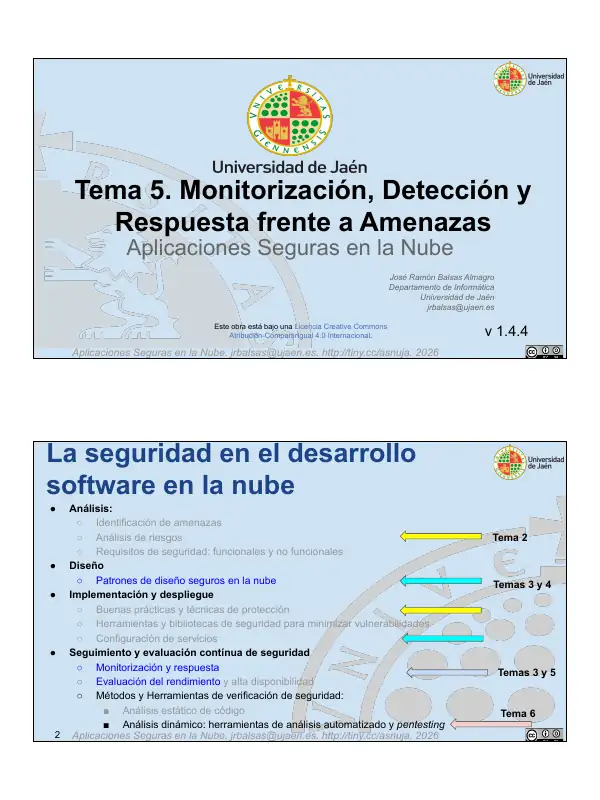 Universidad
de Jaén
UNIVERSITAS
GIENNENSIS
Universidad de Jaén
Tema 5. Monitorización, Detección y
Respuesta frente a Amenazas
Aplicaciones Seguras en la Nube
José Ramón Balsas Almagro
Departamento de Informática
Universidad de Jaén
jrbalsas@ujaen.es
Este obra está bajo una Licencia Creative Commons
Atribución-CompartirIgual 4.0 Internacional.
v 1.4.4
Aplicaciones Seguras en la Nube. jrbalsas@ujaen.es. http://tiny.cc/asnuja. 2026
La seguridad en el desarrollo
software en la nube
Universidad
de Jaén
● Análisis:
○ Identificación de amenazas
○ Análisis de riesgos
Tema 2
○ Requisitos de seguridad: funcionales y no funcionales
● Diseño
○ Patrones de diseño seguros en la nube
Temas 3 y 4
● Implementación y despliegue
○ Buenas prácticas y técnicas de protección
○ Herramientas y bibliotecas de seguridad para minimizar vulnerabilidades
○ Configuración de servicios
● Seguimiento y evaluación contínua de seguridad
○ Monitorización y respuesta
Temas 3 y 5
○ Evaluación del rendimiento y alta disponibilidad
○ Métodos y Herramientas de verificación de seguridad:
■ Análisis estático de código
Tema 6
■ Análisis dinámico: herramientas de análisis automatizado y pentesting
2 Aplicaciones Seguras en la Nube. jrbalsas@ujaen.es. http://tiny.cc/asnuja. 2026